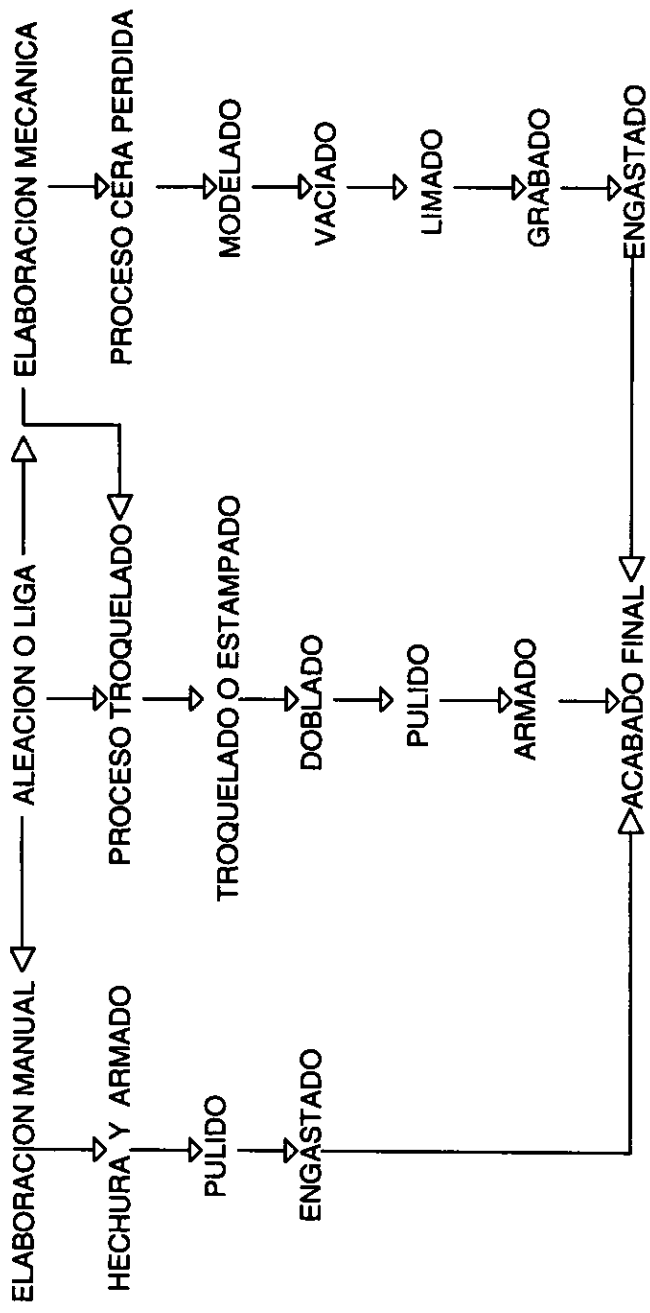 ELABORACION MANUAL
ALEACION O LIGA
ELABORACION MECANICA
HECHURA Y ARMADO
PROCESO TROQUELADO
PROCESO CERA PERDIDA
PULIDO
TROQUELADO O ESTAMPADO
MODELADO
ENGASTADO
DOBLADO
VACIADO
PULIDO
LIMADO
ARMADO
GRABADO
ACABADO FINAL
ENGASTADO